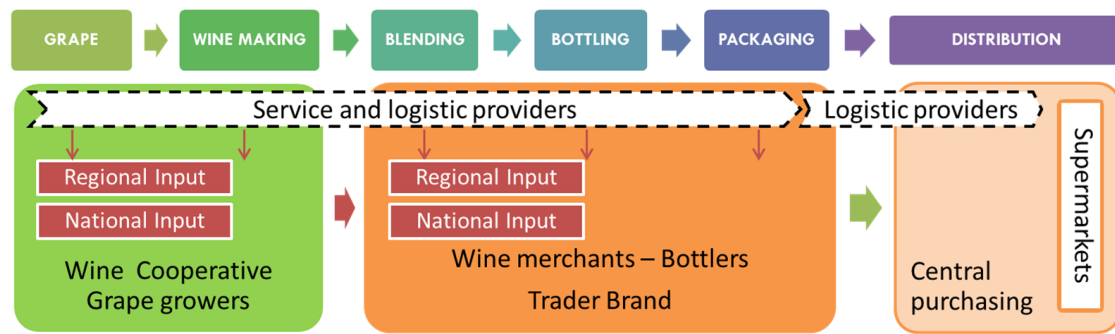 GRAPE
WINE MAKING
BLENDING
BOTTLING
PACKAGING
DISTRIBUTION
Service and logistic providers
Logistic providers
Regional Input
National Input
Wine Cooperative
Grape growers
Regional Input
National Input
Wine merchants – Bottlers
Trader Brand
Central
purchasing
Supermarkets